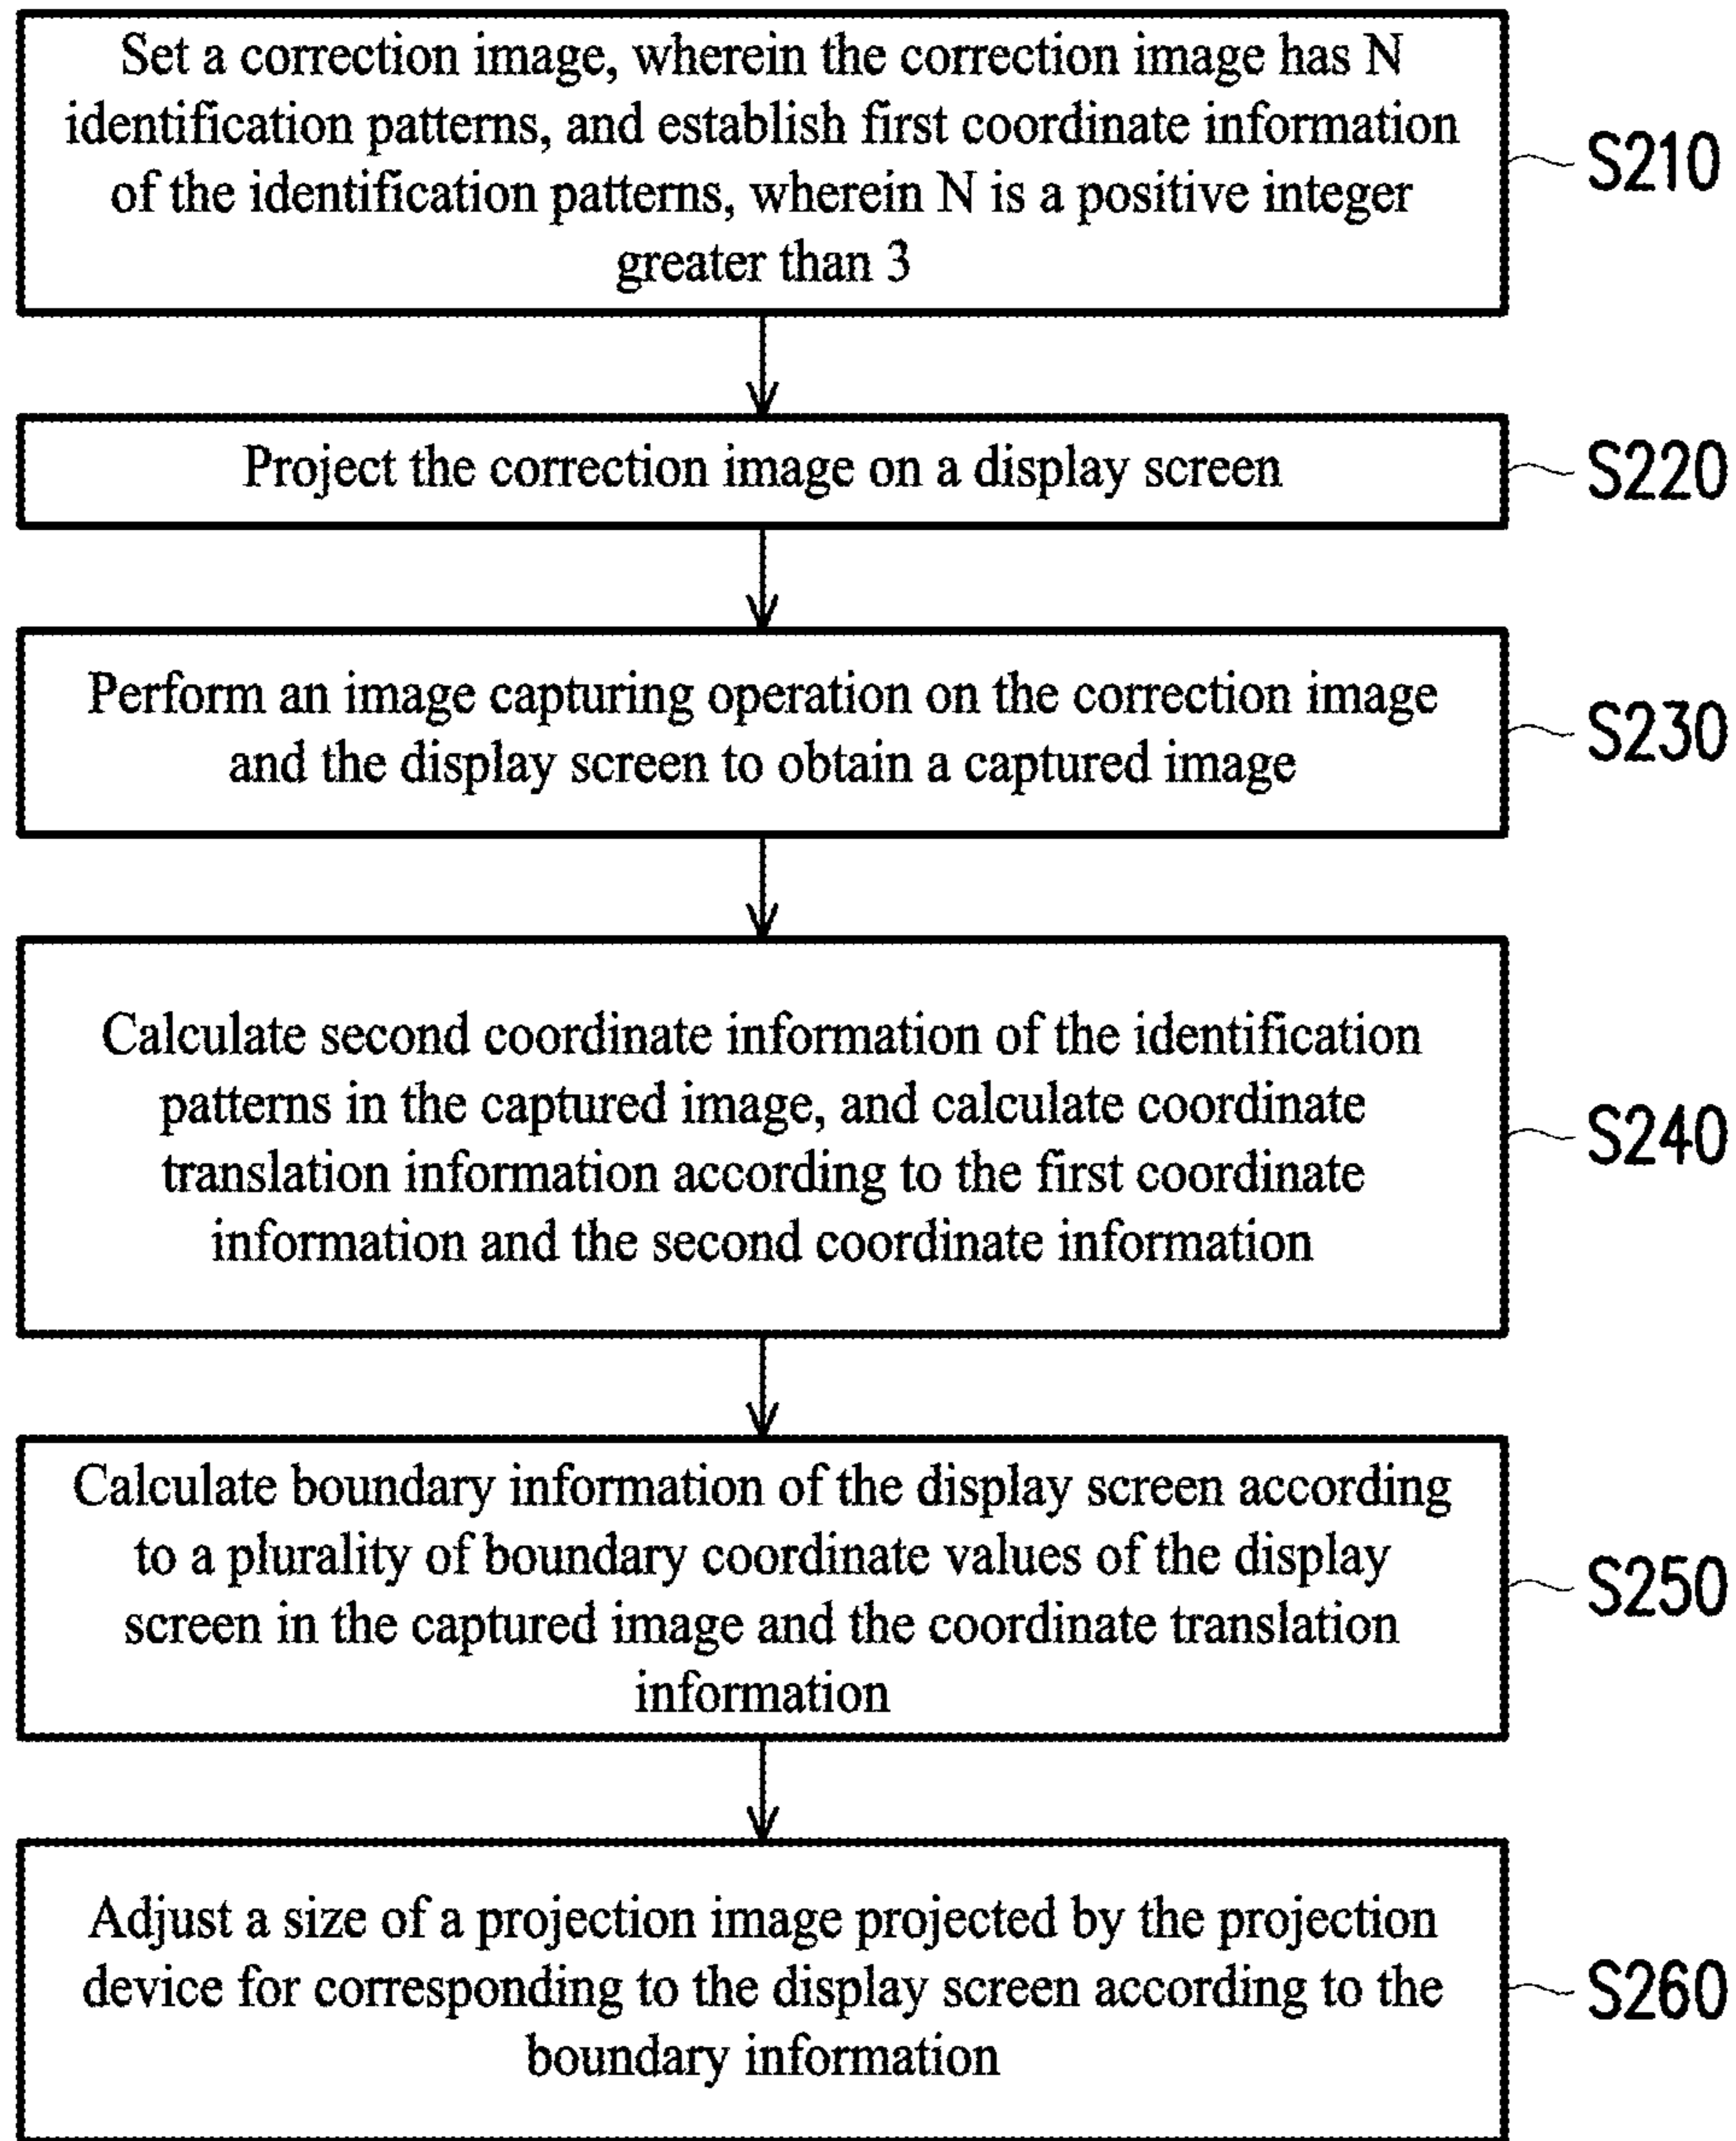 Set a correction image, wherein the correction image has N
identification patterns, and establish first coordinate information
of the identification patterns, wherein N is a positive integer
greater than 3
S210
Project the correction image on a display screen
S220
Perform an image capturing operation on the correction image
and the display screen to obtain a captured image
S230
Calculate second coordinate information of the identification
patterns in the captured image, and calculate coordinate
translation information according to the first coordinate
information and the second coordinate information
S240
Calculate boundary information of the display screen according
to a plurality of boundary coordinate values of the display
screen in the captured image and the coordinate translation
information
S250
Adjust a size of a projection image projected by the projection
device for corresponding to the display screen according to the
boundary information
S260